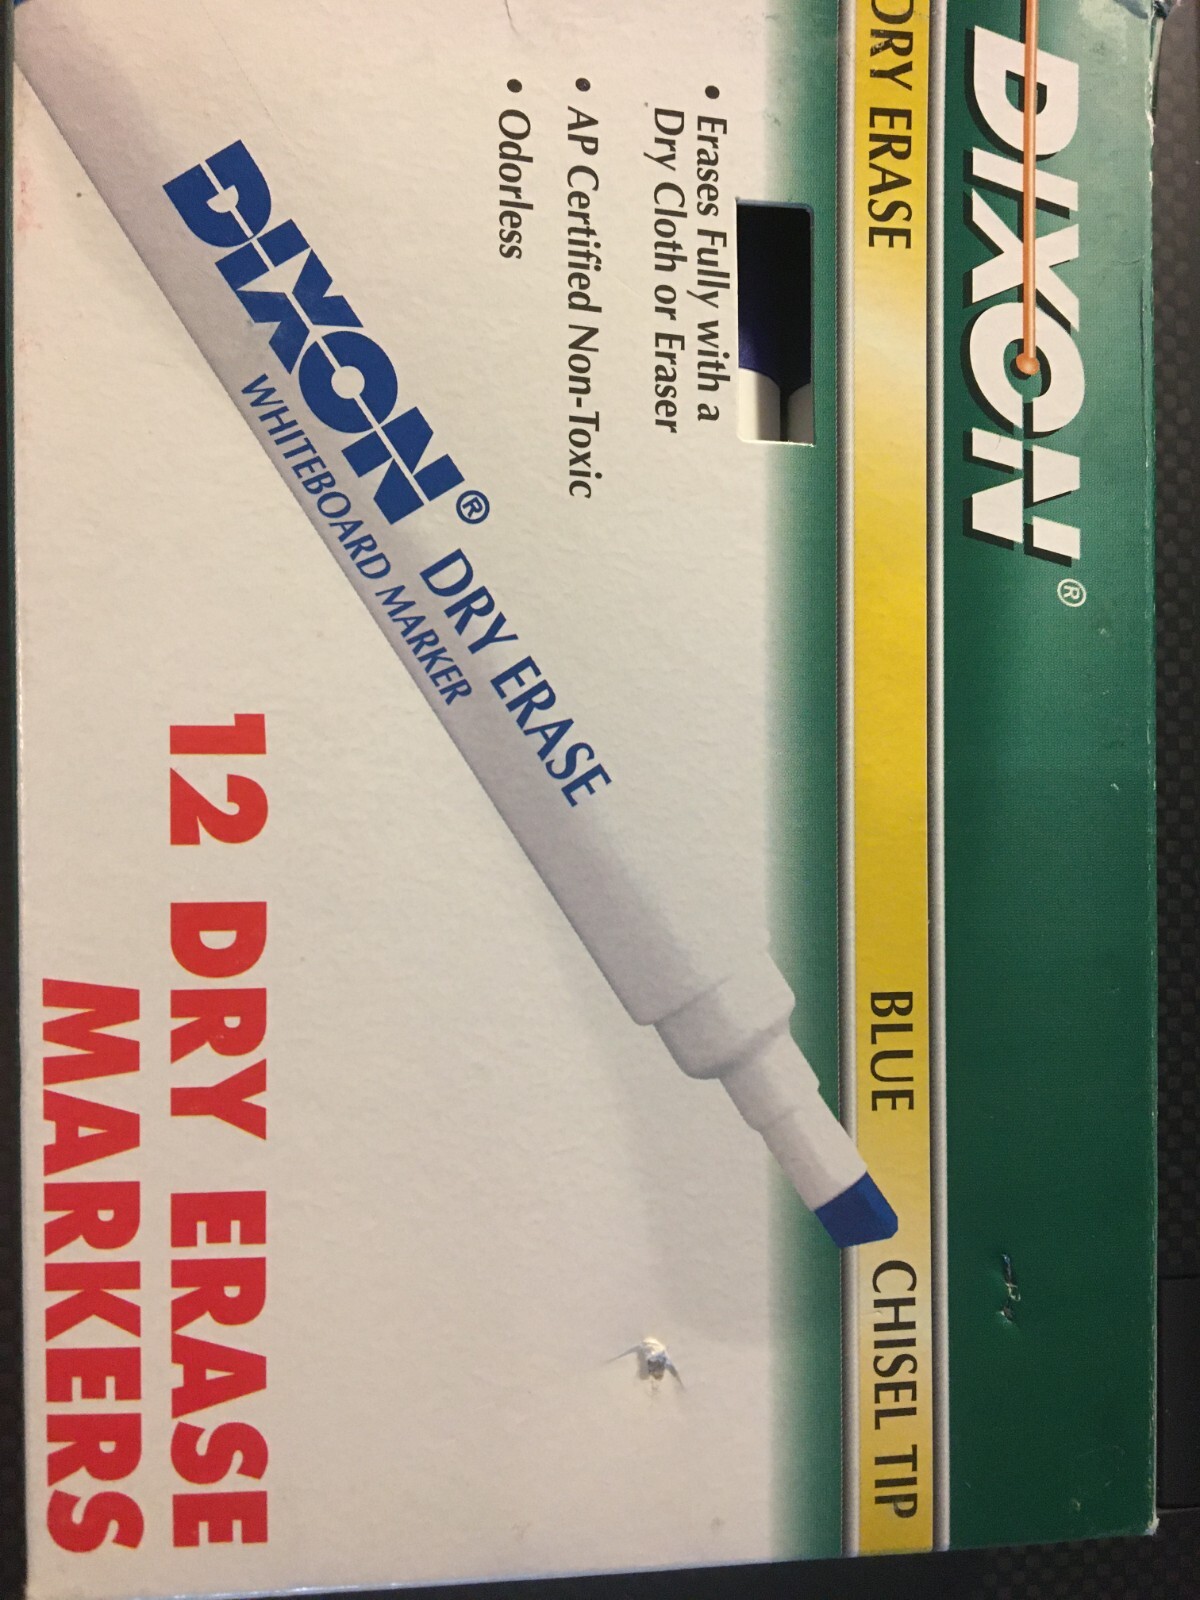 DIXON®
DRY ERASE BLUE CHISEL TIP
• Erases Fully with a
Dry Cloth or Eraser
• AP Certified Non-Toxic
• Odorless
DIXON® DRY ERASE
WHITEBOARD MARKER
12 DRY ERASE
MARKERS